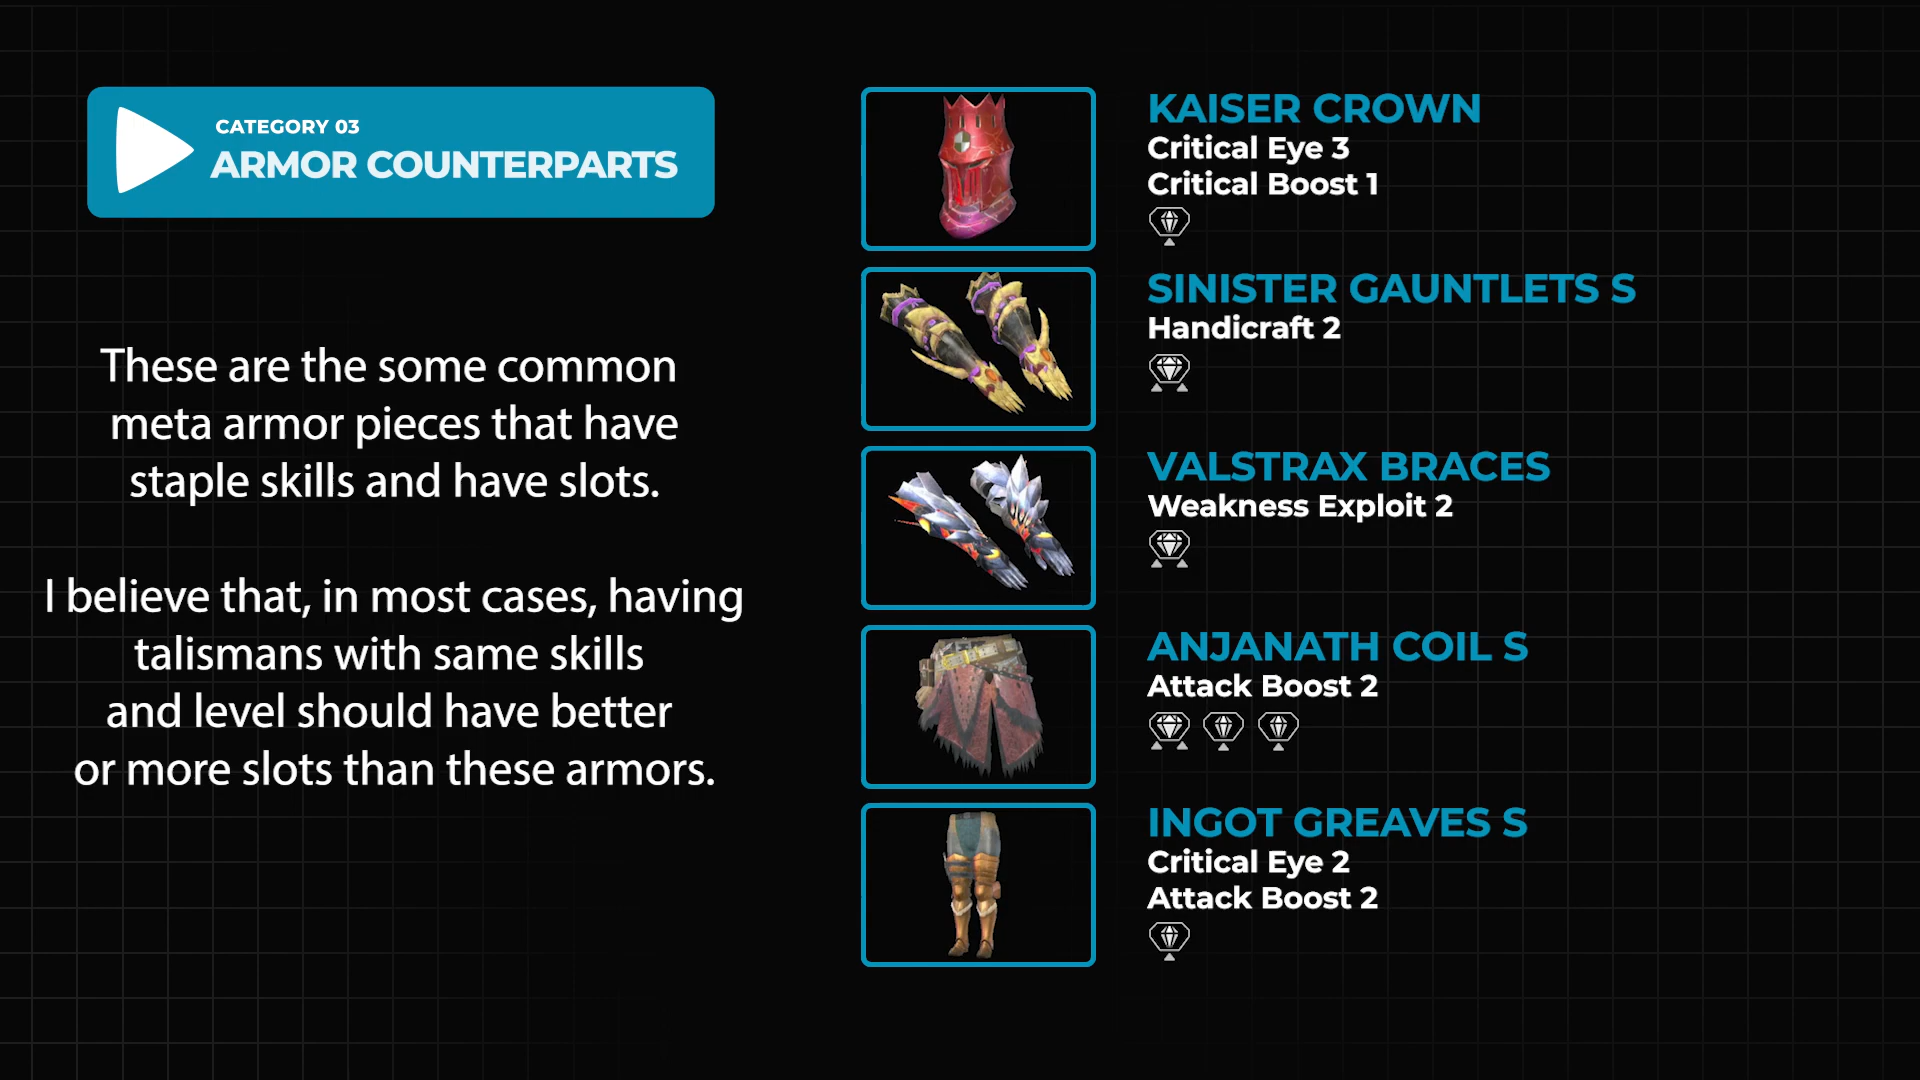 CATEGORY 03
ARMOR COUNTERPARTS
These are the some common
meta armor pieces that have
staple skills and have slots.
I believe that, in most cases, having
talismans with same skills
and level should have better
or more slots than these armors.
KAISER CROWN
Critical Eye 3
Critical Boost 1
SINISTER GAUNTLETS S
Handicraft 2
VALSTRAX BRACES
Weakness Exploit 2
ANJANATH COIL S
Attack Boost 2
INGOT GREAVES S
Critical Eye 2
Attack Boost 2